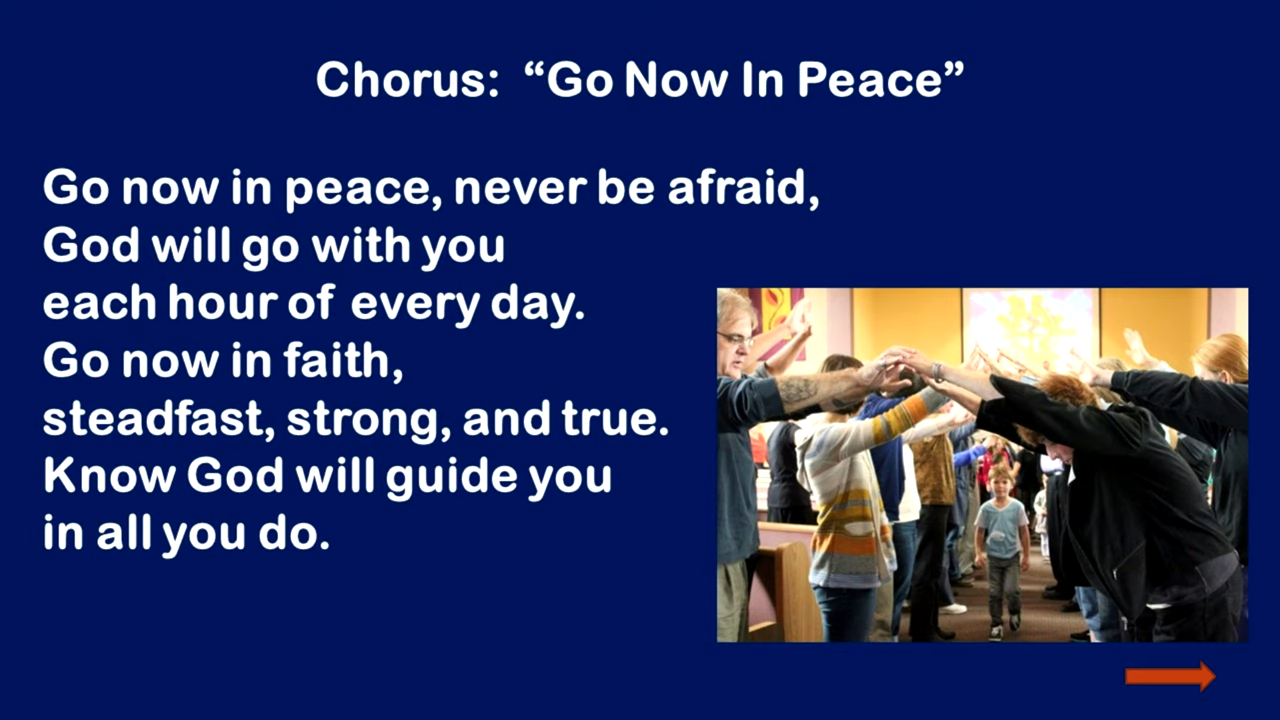 Chorus:  “Go Now In Peace”
Go now in peace, never be afraid,
God will go with you
each hour of every day.
Go now in faith,
steadfast, strong, and true.
Know God will guide you
in all you do.